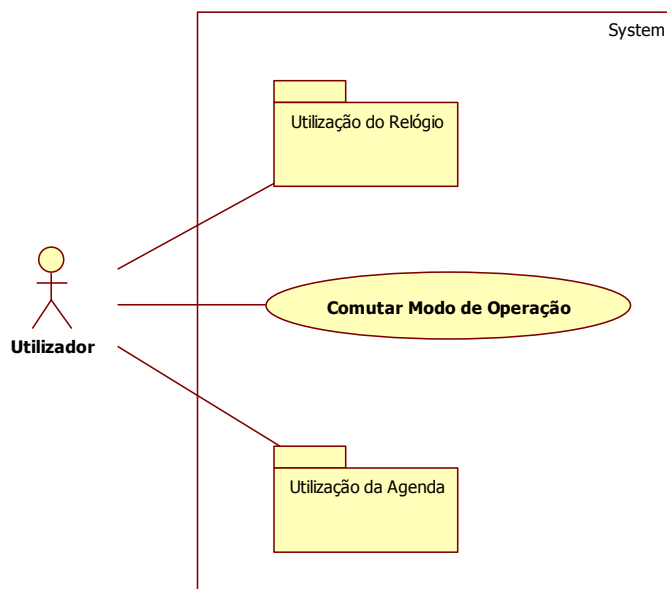 System
Utilização do Relógio
Comutar Modo de Operação
Utilizador
Utilização da Agenda